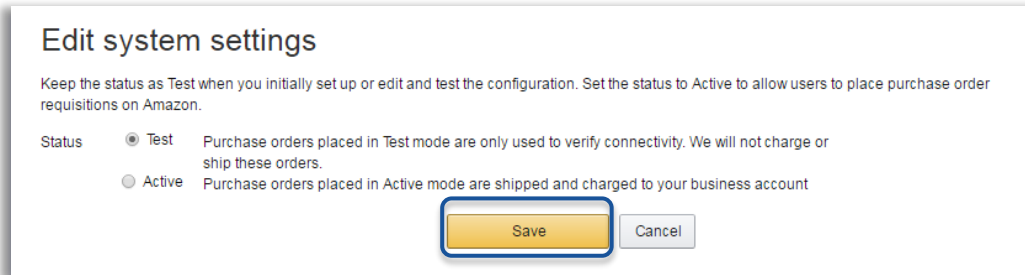 Edit system settings
Keep the status as Test when you initially set up or edit and test the configuration. Set the status to Active to allow users to place purchase order
requisitions on Amazon.
Status Test Purchase orders placed in Test mode are only used to verify connectivity. We will not charge or
ship these orders.
Active Purchase orders placed in Active mode are shipped and charged to your business account
Save Cancel